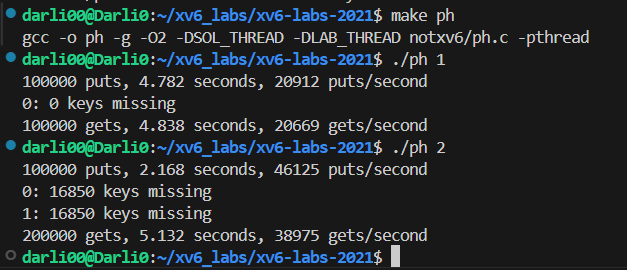 darli00@Darli0:~/xv6_labs/xv6-labs-2021$ make ph
gcc -o ph -g -O2 -DSOL_THREAD -DLAB_THREAD notxv6/ph.c -pthread
darli00@Darli0:~/xv6_labs/xv6-labs-2021$ ./ph 1
100000 puts, 4.782 seconds, 20912 puts/second
0: 0 keys missing
100000 gets, 4.838 seconds, 20669 gets/second
darli00@Darli0:~/xv6_labs/xv6-labs-2021$ ./ph 2
100000 puts, 2.168 seconds, 46125 puts/second
0: 16850 keys missing
1: 16850 keys missing
200000 gets, 5.132 seconds, 38975 gets/second
darli00@Darli0:~/xv6_labs/xv6-labs-2021$